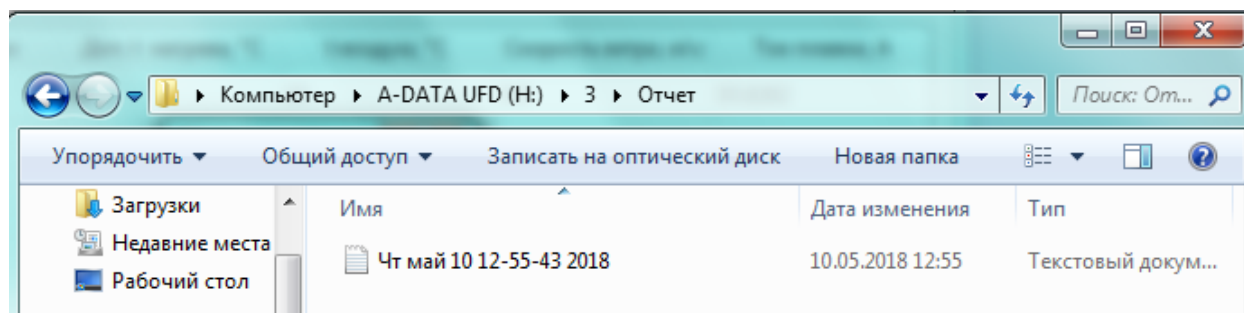 Компьютер ▸ A-DATA UFD (H:) ▸ 3 ▸ Отчет Поиск: От...
Упорядочить Общий доступ Записать на оптический диск Новая папка
Загрузки Имя Дата изменения Тип
Недавние места Чт май 10 12-55-43 2018 10.05.2018 12:55 Текстовый докум...
Рабочий стол